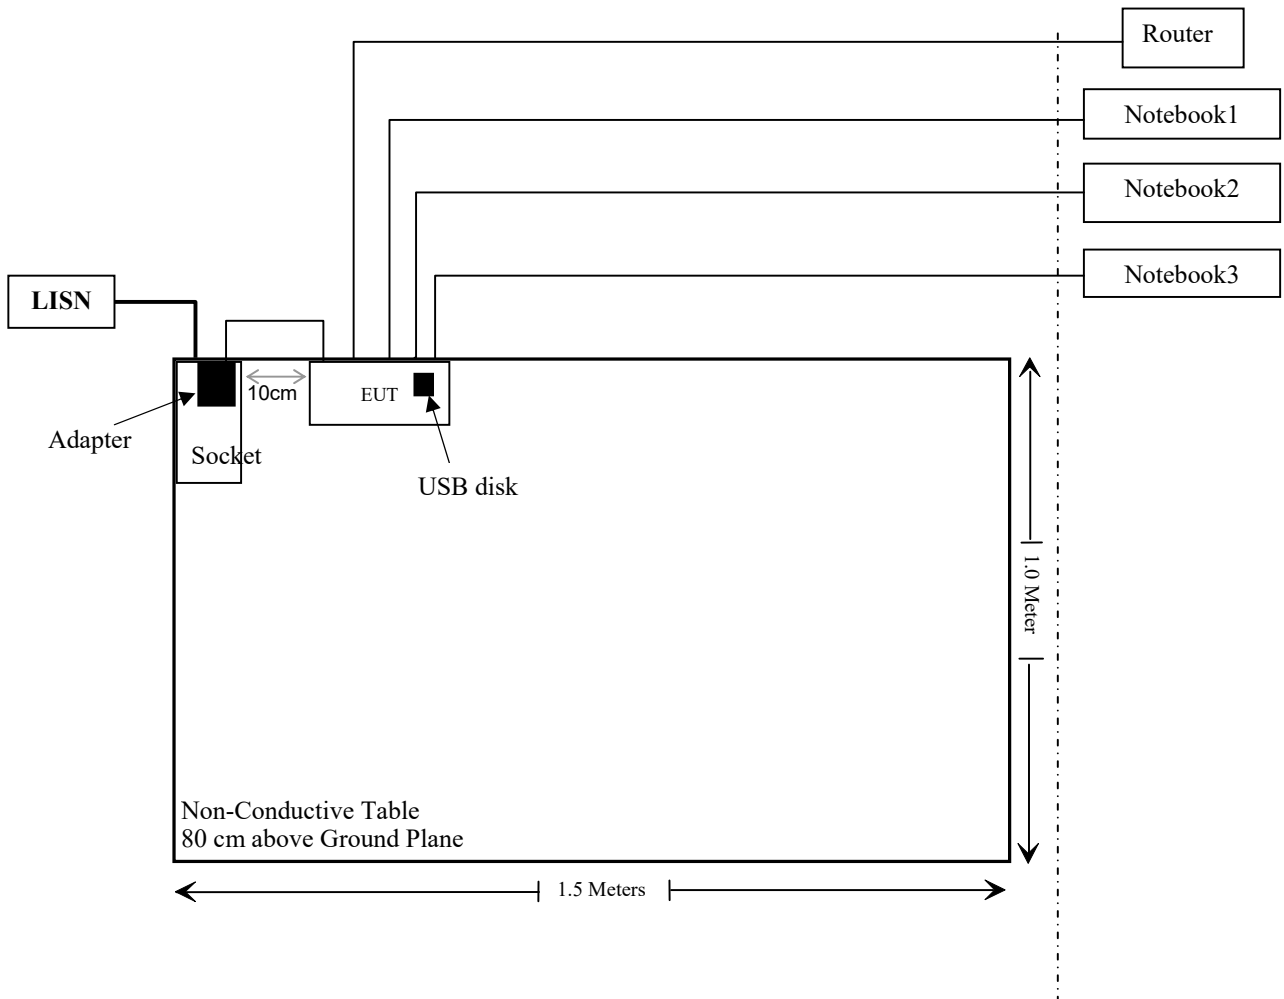 Router
Notebook1
Notebook2
Notebook3
LISN
10cm
EUT
Adapter
Socket
USB disk
1.0 Meter
Non-Conductive Table
80 cm above Ground Plane
1.5 Meters